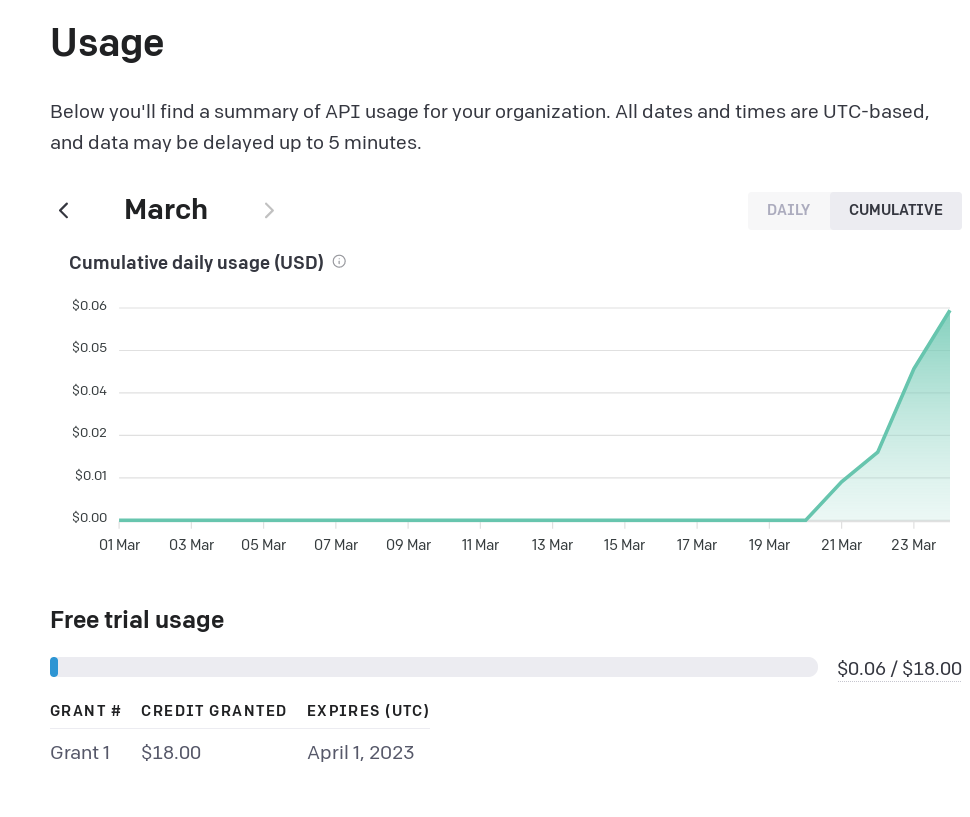 Usage
Below you'll find a summary of API usage for your organization. All dates and times are UTC-based,
and data may be delayed up to 5 minutes.
March
DAILY CUMULATIVE
Cumulative daily usage (USD)
$0.06
$0.05
$0.04
$0.02
$0.01
$0.00
01 Mar 03 Mar 05 Mar 07 Mar 09 Mar 11 Mar 13 Mar 15 Mar 17 Mar 19 Mar 21 Mar 23 Mar
Free trial usage
$0.06 / $18.00
GRANT # CREDIT GRANTED EXPIRES (UTC)
Grant 1 $18.00 April 1, 2023